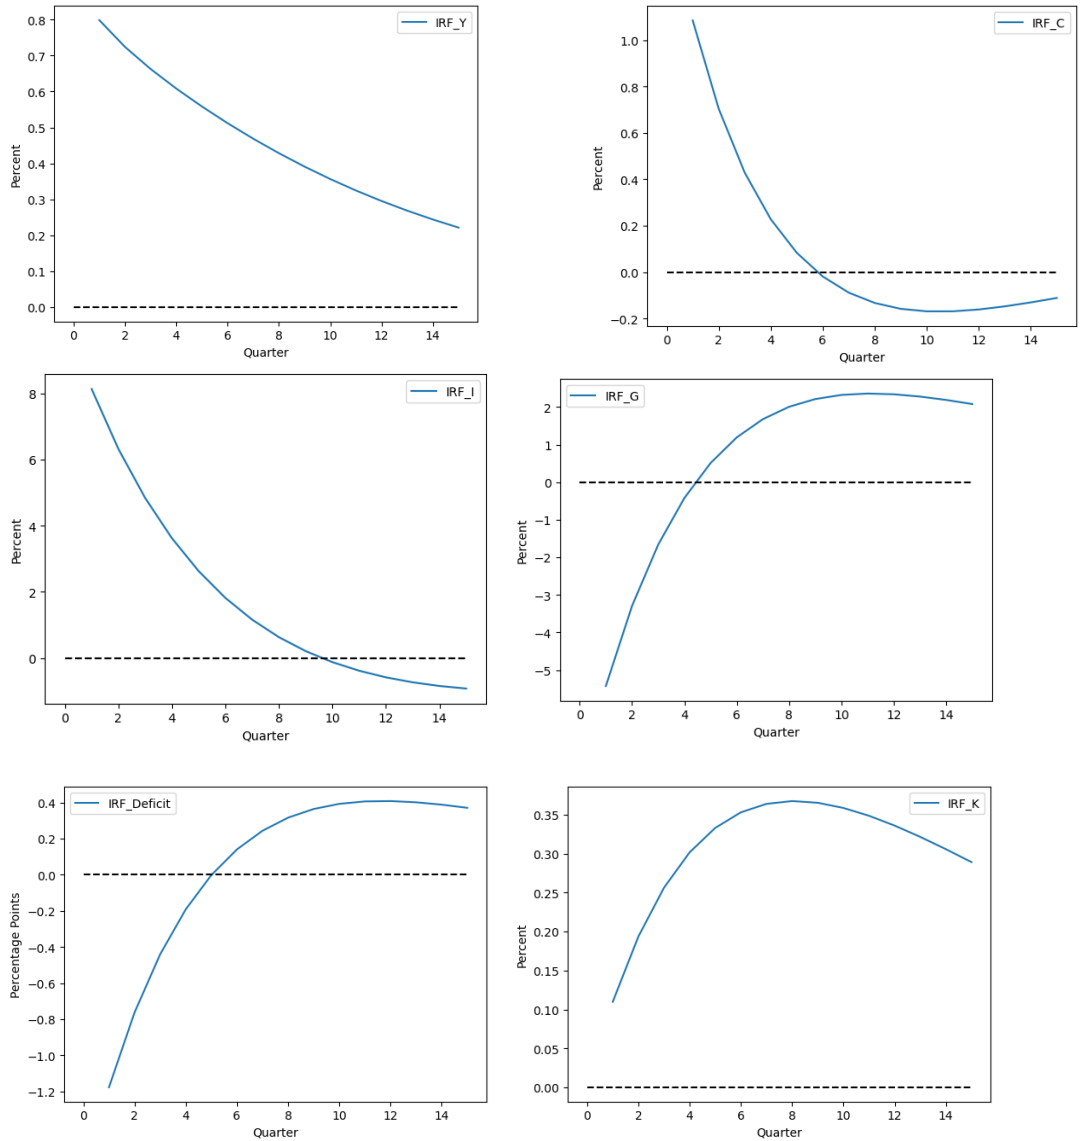 IRF_Y
0.8
0.7
0.6
0.5
0.4
0.3
0.2
0.1
0.0
Percent
0 2 4 6 8 10 12 14
Quarter
IRF_C
1.0
0.8
0.6
0.4
0.2
0.0
−0.2
Percent
0 2 4 6 8 10 12 14
Quarter
IRF_I
8
6
4
2
0
Percent
0 2 4 6 8 10 12 14
Quarter
IRF_G
2
1
0
−1
−2
−3
−4
−5
Percent
0 2 4 6 8 10 12 14
Quarter
IRF_Deficit
0.4
0.2
0.0
−0.2
−0.4
−0.6
−0.8
−1.0
−1.2
Percentage Points
0 2 4 6 8 10 12 14
Quarter
IRF_K
0.35
0.30
0.25
0.20
0.15
0.10
0.05
0.00
Percent
0 2 4 6 8 10 12 14
Quarter